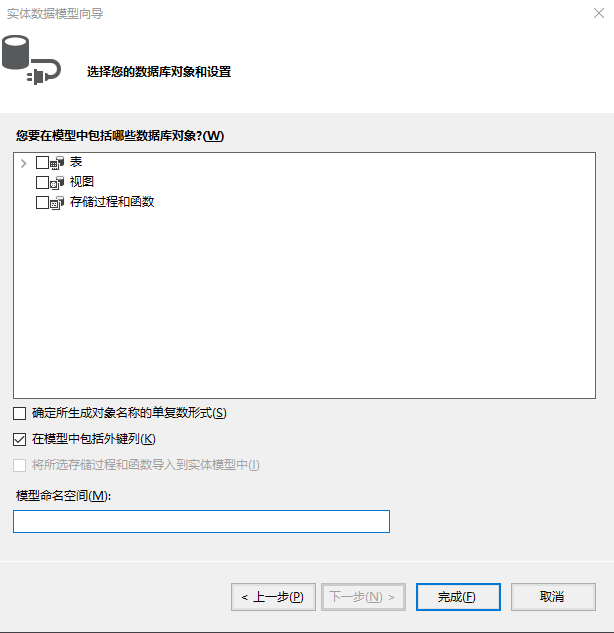 实体数据模型向导
选择您的数据库对象和设置
您要在模型中包括哪些数据库对象?(W)
表
视图
存储过程和函数
确定所生成对象名称的单复数形式(S)
在模型中包括外键列(K)
将所选存储过程和函数导入到实体模型中(I)
模型命名空间(M):
< 上一步(P) 下一步(N) > 完成(F) 取消